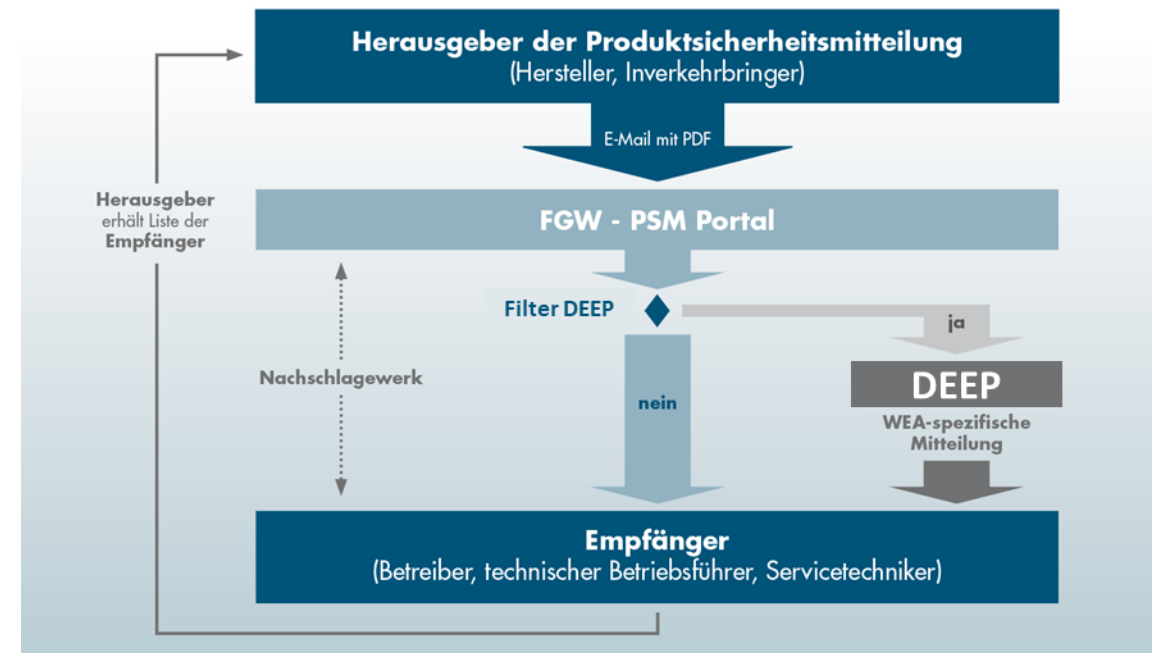 Herausgeber der Produktsicherheitsmitteilung
(Hersteller, Inverkehrbringer)
E-Mail mit PDF
Herausgeber
erhält Liste der
Empfänger
FGW - PSM Portal
Filter DEEP
ja
Nachschlagewerk
nein
DEEP
WEA-spezifische
Mitteilung
Empfänger
(Betreiber, technischer Betriebsführer, Servicetechniker)